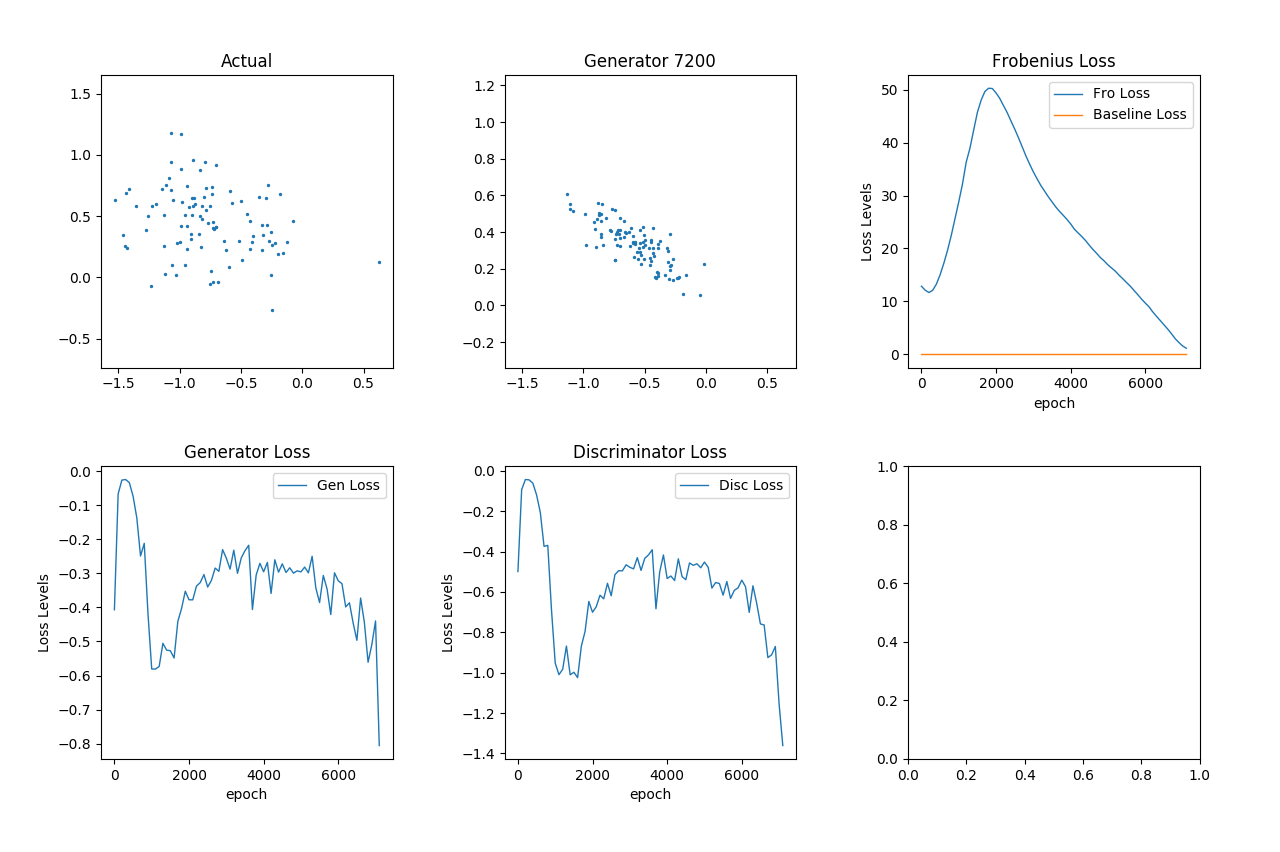 Actual
1.5
1.0
0.5
0.0
−0.5
−1.5 −1.0 −0.5 0.0 0.5
Generator 7200
1.2
1.0
0.8
0.6
0.4
0.2
0.0
−0.2
−1.5 −1.0 −0.5 0.0 0.5
Frobenius Loss
Fro Loss
Baseline Loss
Loss Levels
50
40
30
20
10
0
0 2000 4000 6000
epoch
Generator Loss
Gen Loss
Loss Levels
0.0
−0.1
−0.2
−0.3
−0.4
−0.5
−0.6
−0.7
−0.8
0 2000 4000 6000
epoch
Discriminator Loss
Disc Loss
Loss Levels
0.0
−0.2
−0.4
−0.6
−0.8
−1.0
−1.2
−1.4
0 2000 4000 6000
epoch
1.0
0.8
0.6
0.4
0.2
0.0
0.0 0.2 0.4 0.6 0.8 1.0